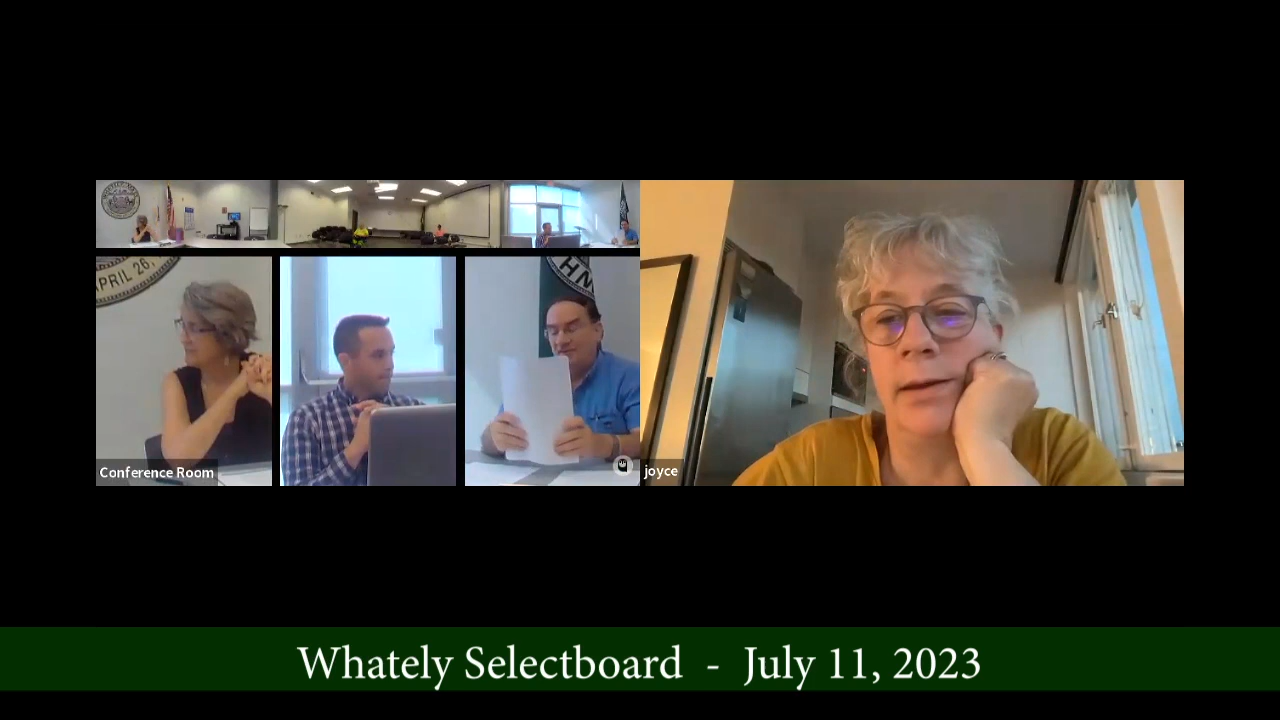 APRIL 26,
H.N
Conference Room
joyce
Whately Selectboard - July 11, 2023